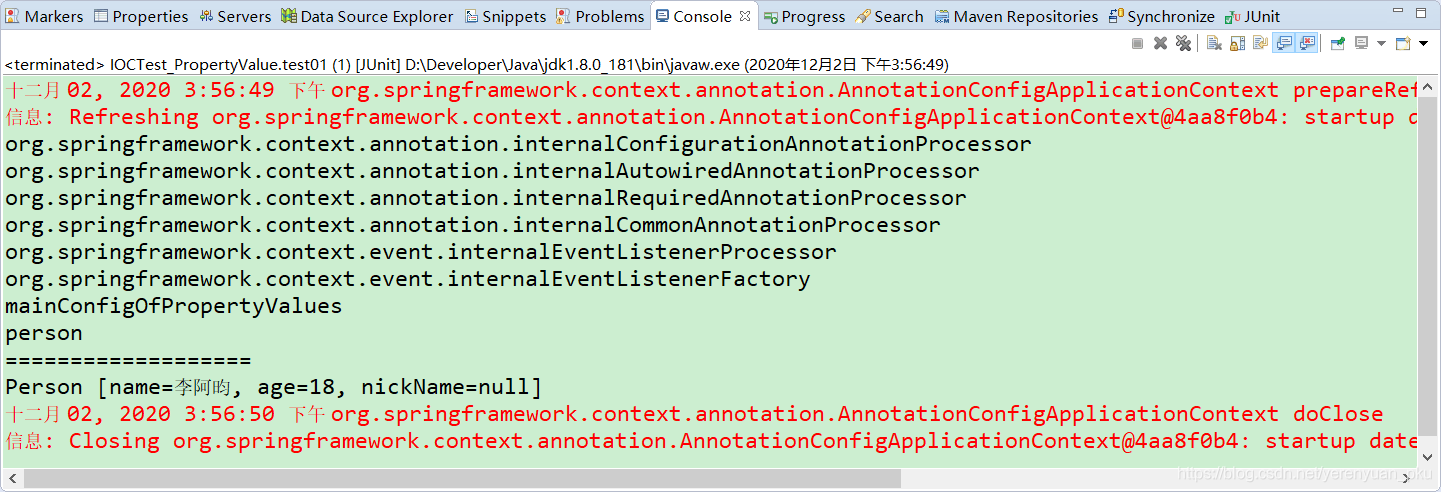 Markers Properties Servers Data Source Explorer Snippets Problems Console Progress Search Maven Repositories Synchronize JUnit
<terminated> IOCTest_PropertyValue.test01 (1) [JUnit] D:\Developer\Java\jdk1.8.0_181\bin\javaw.exe (2020年12月2日 下午3:56:49)
十二月 02, 2020 3:56:49 下午 org.springframework.context.annotation.AnnotationConfigApplicationContext prepareRef
信息: Refreshing org.springframework.context.annotation.AnnotationConfigApplicationContext@4aa8f0b4: startup d
org.springframework.context.annotation.internalConfigurationAnnotationProcessor
org.springframework.context.annotation.internalAutowiredAnnotationProcessor
org.springframework.context.annotation.internalRequiredAnnotationProcessor
org.springframework.context.annotation.internalCommonAnnotationProcessor
org.springframework.context.event.internalEventListenerProcessor
org.springframework.context.event.internalEventListenerFactory
mainConfigOfPropertyValues
person
===================
Person [name=李阿昀, age=18, nickName=null]
十二月 02, 2020 3:56:50 下午 org.springframework.context.annotation.AnnotationConfigApplicationContext doClose
信息: Closing org.springframework.context.annotation.AnnotationConfigApplicationContext@4aa8f0b4: startup date
https://blog.csdn.net/yerenyuan_pku